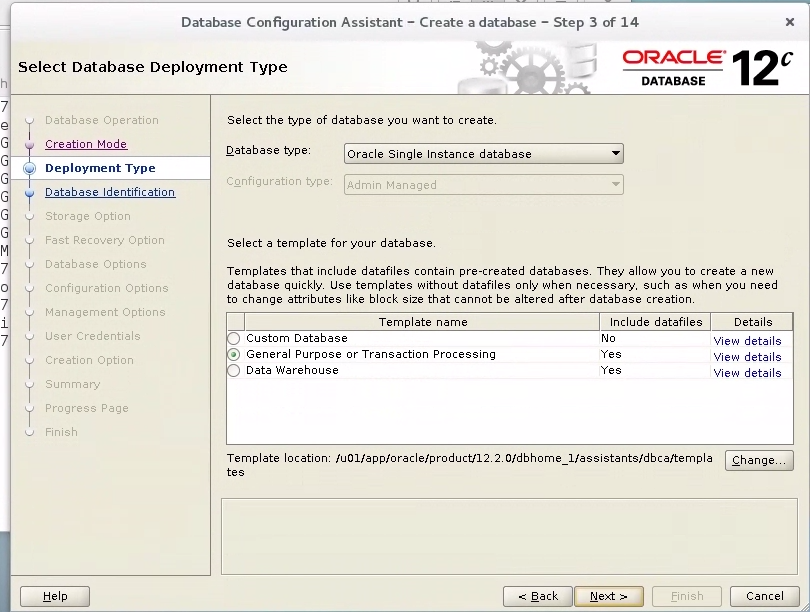 Database Configuration Assistant – Create a database – Step 3 of 14
Select Database Deployment Type
ORACLE®
DATABASE
12c
Database Operation
Creation Mode
Deployment Type
Database Identification
Storage Option
Fast Recovery Option
Database Options
Configuration Options
Management Options
User Credentials
Creation Option
Summary
Progress Page
Finish
Select the type of database you want to create.
Database type: Oracle Single Instance database
Configuration type: Admin Managed
Select a template for your database.
Templates that include datafiles contain pre-created databases. They allow you to create a new
database quickly. Use templates without datafiles only when necessary, such as when you need
to change attributes like block size that cannot be altered after database creation.
Template name Include datafiles Details
Custom Database No View details
General Purpose or Transaction Processing Yes View details
Data Warehouse Yes View details
Template location: /u01/app/oracle/product/12.2.0/dbhome_1/assistants/dbca/templa
tes
Change...
Help < Back Next > Finish Cancel